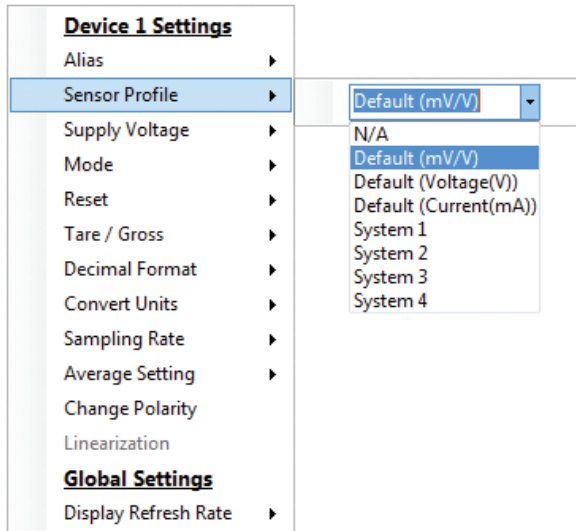 Device 1 Settings
Alias
Sensor Profile
Default (mV/V)
N/A
Default (mV/V)
Default (Voltage(V))
Default (Current(mA))
System 1
System 2
System 3
System 4
Supply Voltage
Mode
Reset
Tare / Gross
Decimal Format
Convert Units
Sampling Rate
Average Setting
Change Polarity
Linearization
Global Settings
Display Refresh Rate